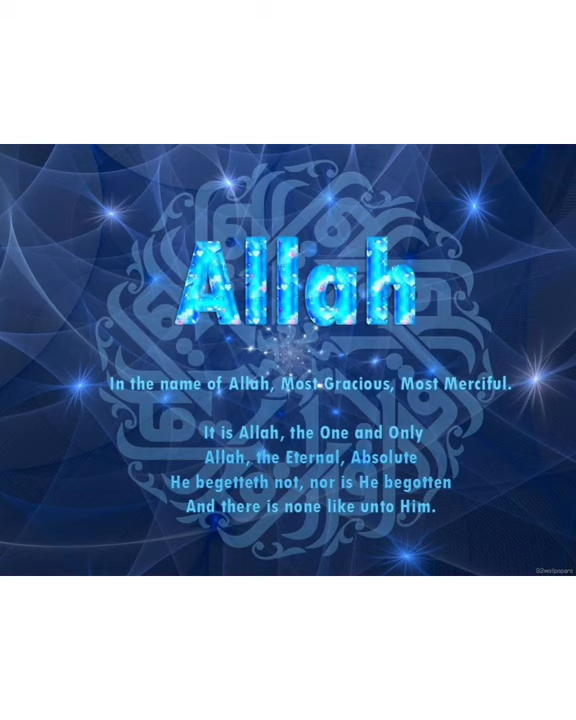 Allah
In the name of Allah, Most Gracious, Most Merciful.
It is Allah, the One and Only
Allah, the Eternal, Absolute
He begetteth not, nor is He begotten
And there is none like unto Him.
92wallpapers